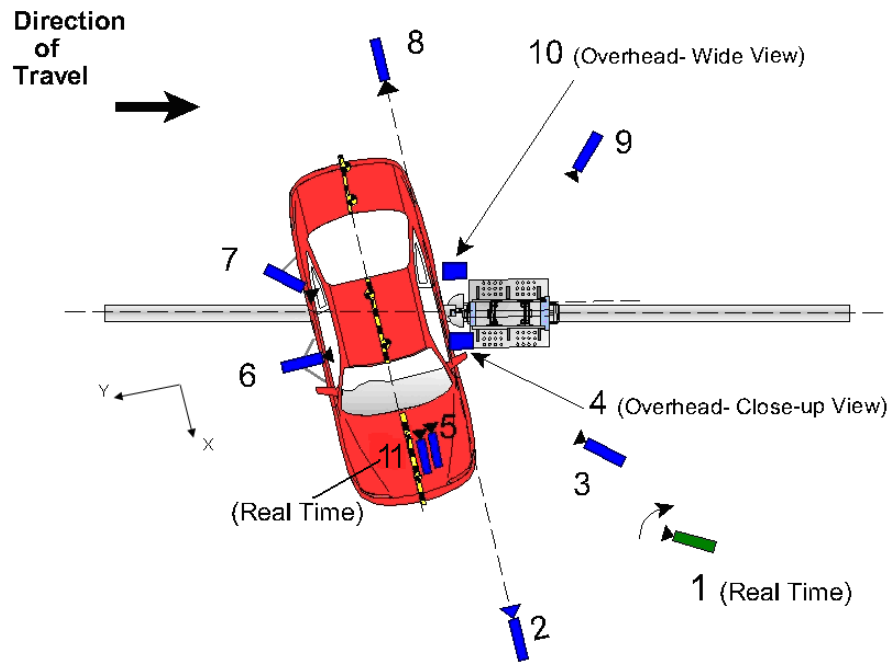 Direction
of
Travel
8
10 (Overhead- Wide View)
9
7
6
Y
X
4 (Overhead- Close-up View)
5
11
(Real Time)
3
1 (Real Time)
2